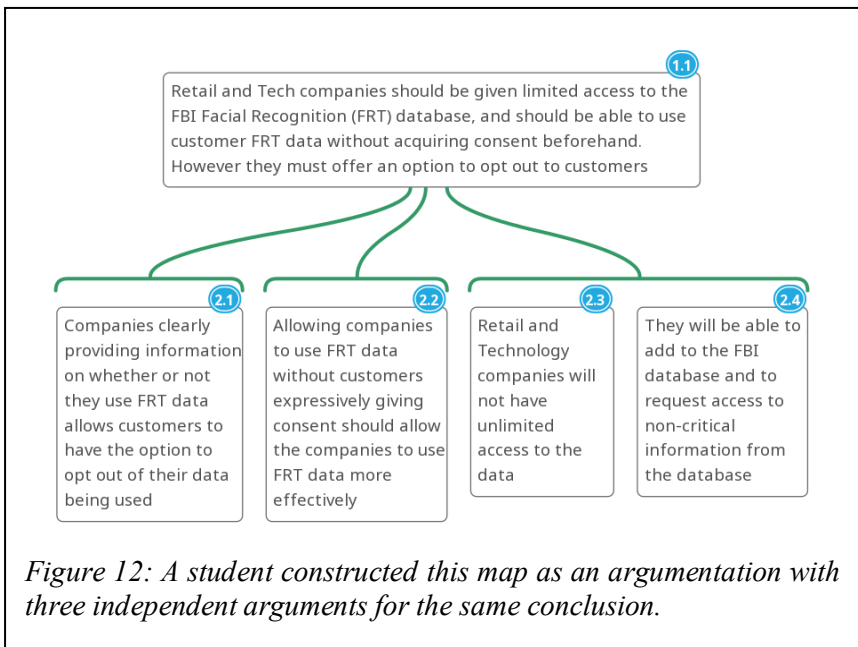 1.1
Retail and Tech companies should be given limited access to the
FBI Facial Recognition (FRT) database, and should be able to use
customer FRT data without acquiring consent beforehand.
However they must offer an option to opt out to customers
2.1
Companies clearly
providing information
on whether or not
they use FRT data
allows customers to
have the option to
opt out of their data
being used
2.2
Allowing companies
to use FRT data
without customers
expressively giving
consent should allow
the companies to use
FRT data more
effectively
2.3
Retail and
Technology
companies will
not have
unlimited
access to the
data
2.4
They will be able to
add to the FBI
database and to
request access to
non-critical
information from
the database
Figure 12: A student constructed this map as an argumentation with
three independent arguments for the same conclusion.